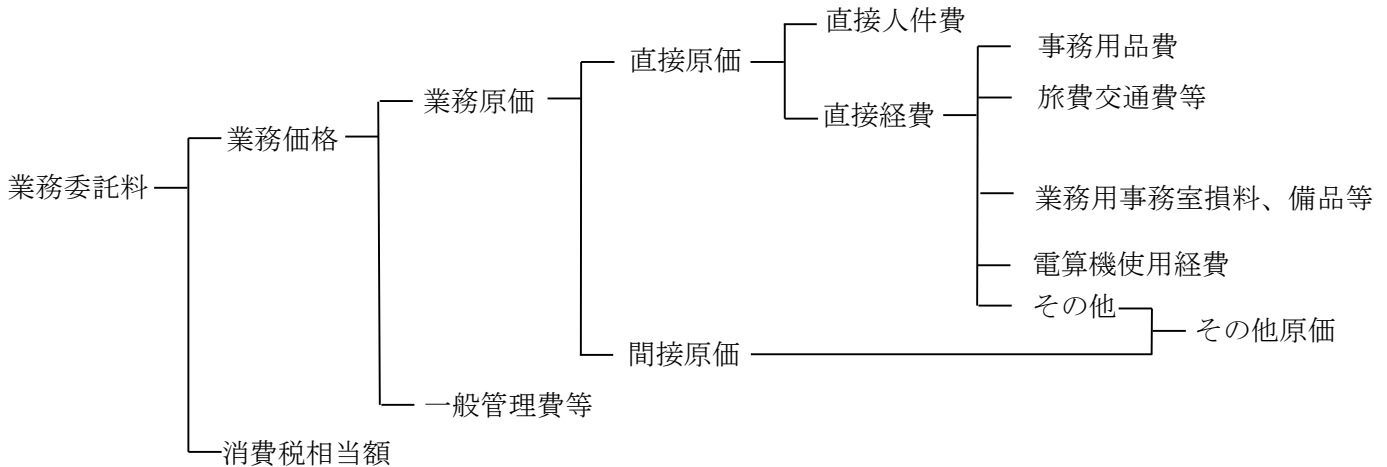 直接人件費
事務用品費
直接原価
旅費交通費等
業務原価
直接経費
業務価格
業務委託料
業務用事務室損料、備品等
電算機使用経費
その他
その他原価
間接原価
一般管理費等
消費税相当額